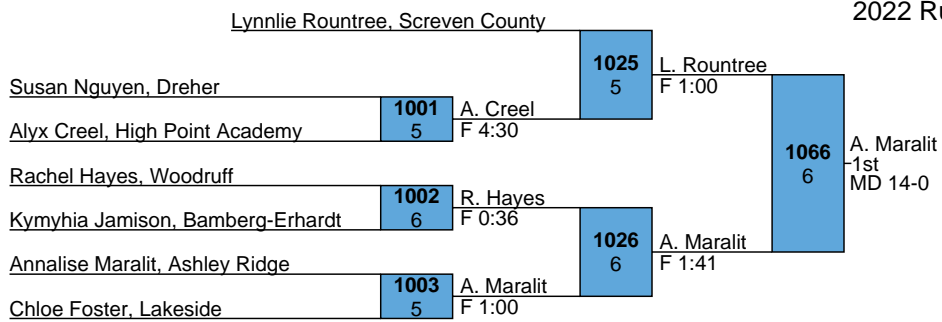 2022 Ru
Lynnlie Rountree, Screven County
1025
5
L. Rountree
F 1:00
Susan Nguyen, Dreher
1001
5
A. Creel
F 4:30
Alyx Creel, High Point Academy
1066
6
A. Maralit
1st
MD 14-0
Rachel Hayes, Woodruff
1002
6
R. Hayes
F 0:36
Kymyhia Jamison, Bamberg-Erhardt
1026
6
A. Maralit
F 1:41
Annalise Maralit, Ashley Ridge
1003
5
A. Maralit
F 1:00
Chloe Foster, Lakeside